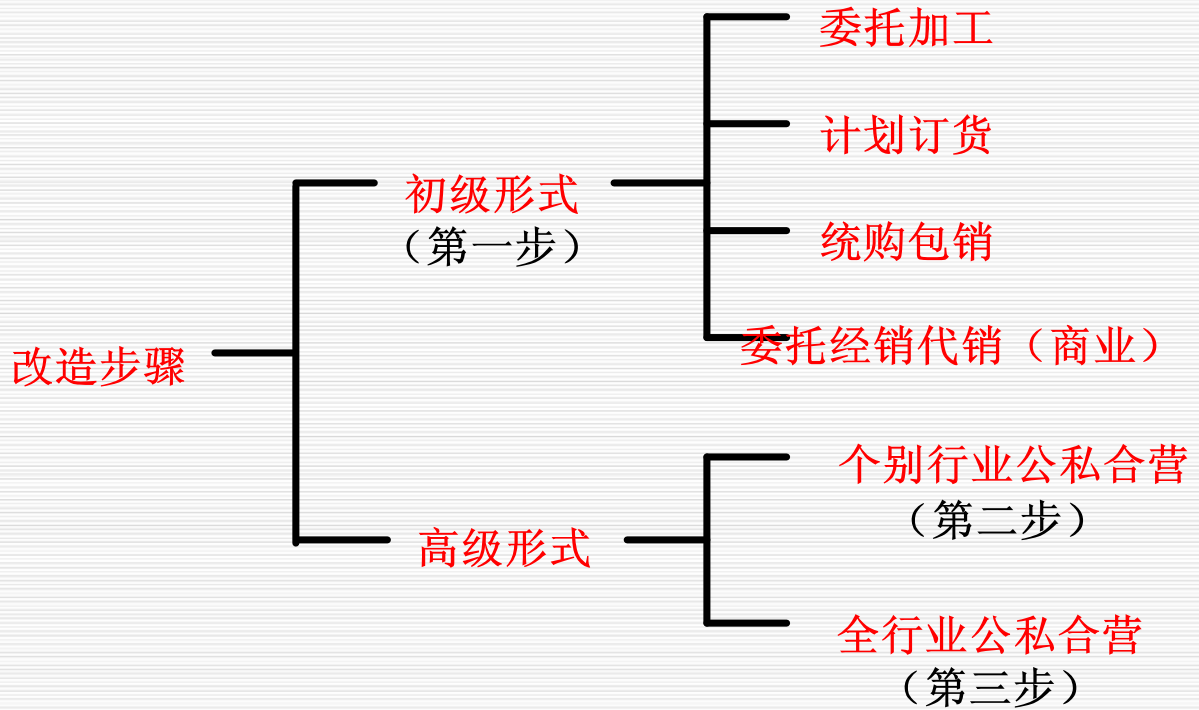 改造步骤
初级形式
（第一步）
委托加工
计划订货
统购包销
委托经销代销（商业）
高级形式
个别行业公私合营
（第二步）
全行业公私合营
（第三步）